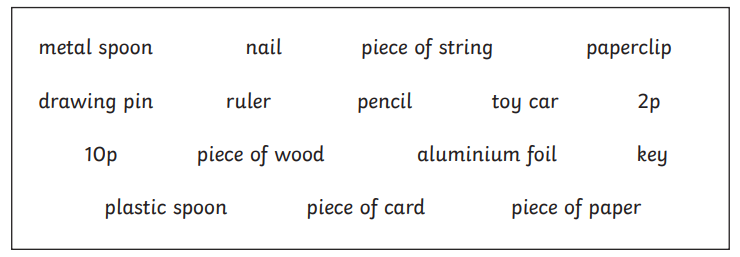 metal spoon nail piece of string paperclip
drawing pin ruler pencil toy car 2p
10p piece of wood aluminium foil key
plastic spoon piece of card piece of paper